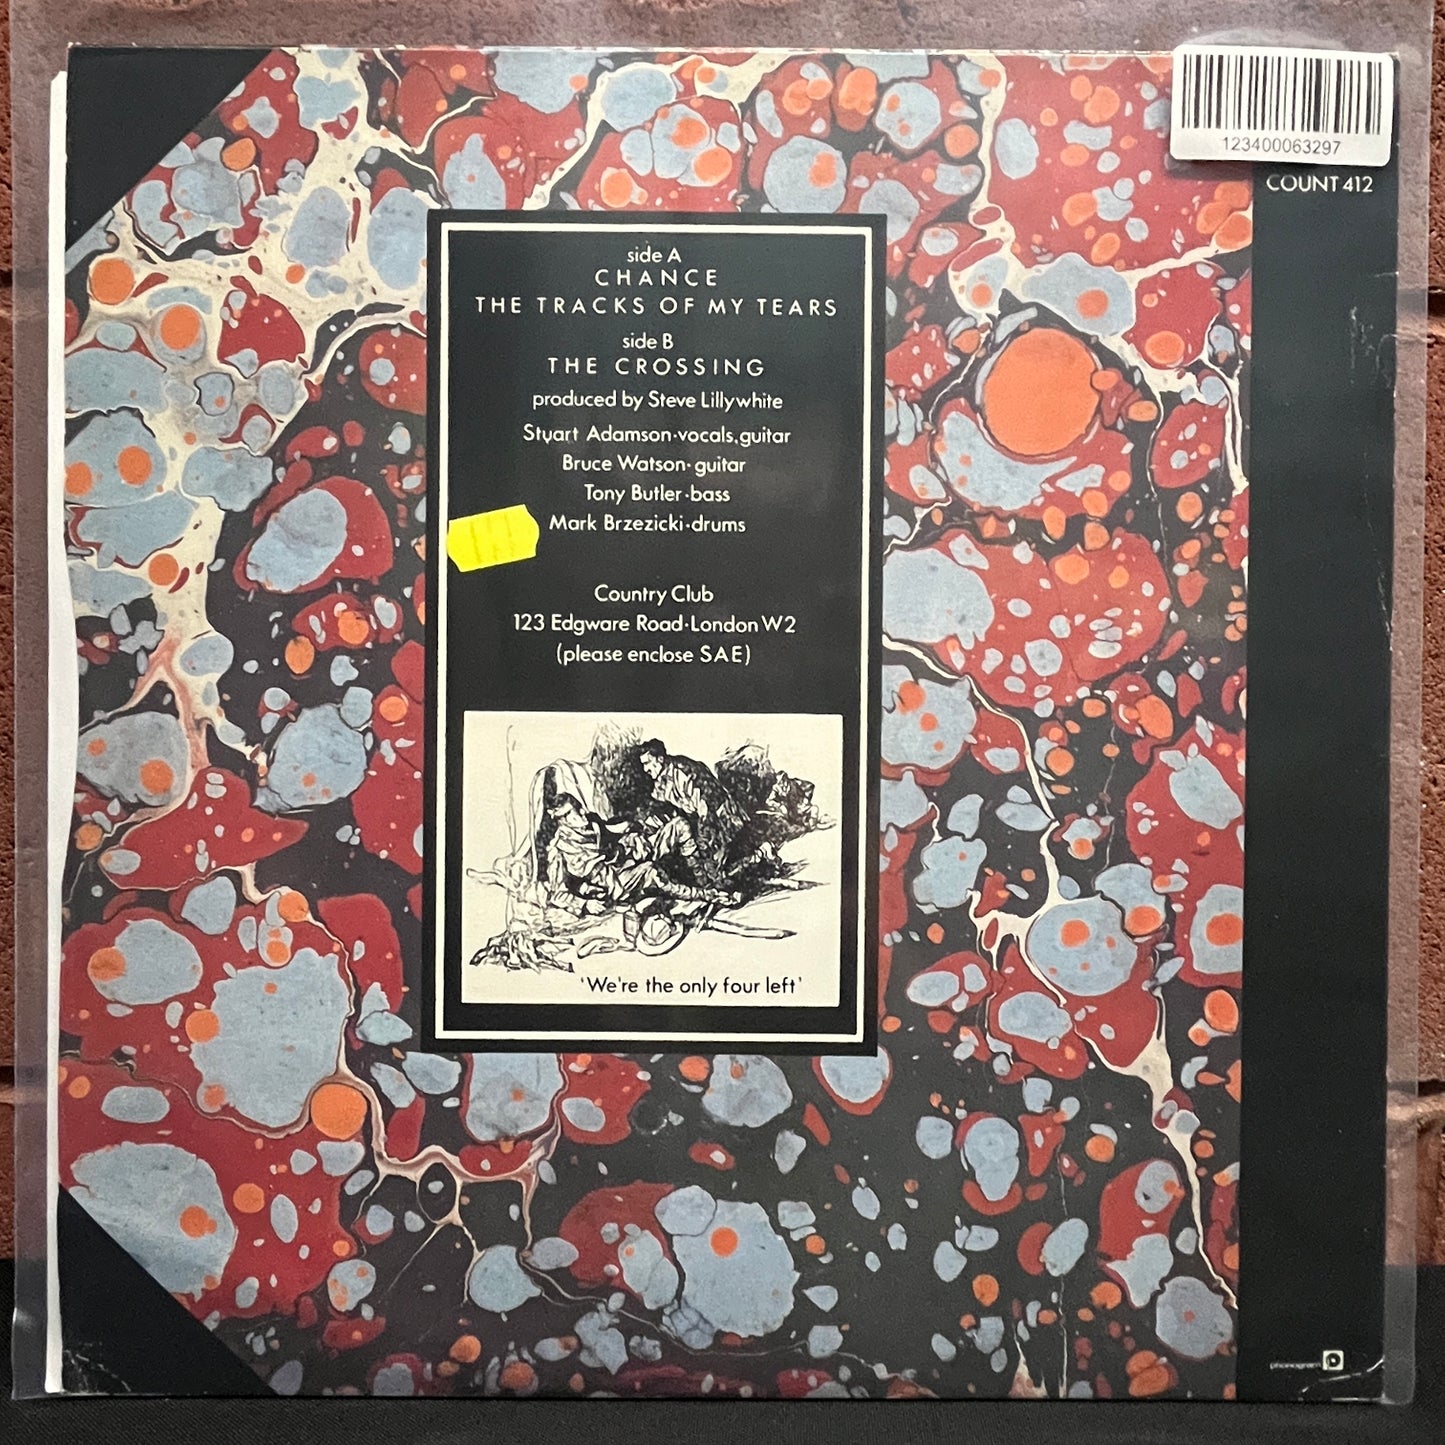 123400063297
COUNT 412
side A
CHANCE
THE TRACKS OF MY TEARS
side B
THE CROSSING
produced by Steve Lillywhite
Stuart Adamson·vocals,guitar
Bruce Watson·guitar
Tony Butler·bass
Mark Brzezicki·drums
Country Club
123 Edgware Road·London W2
(please enclose SAE)
'We're the only four left'
phonogram